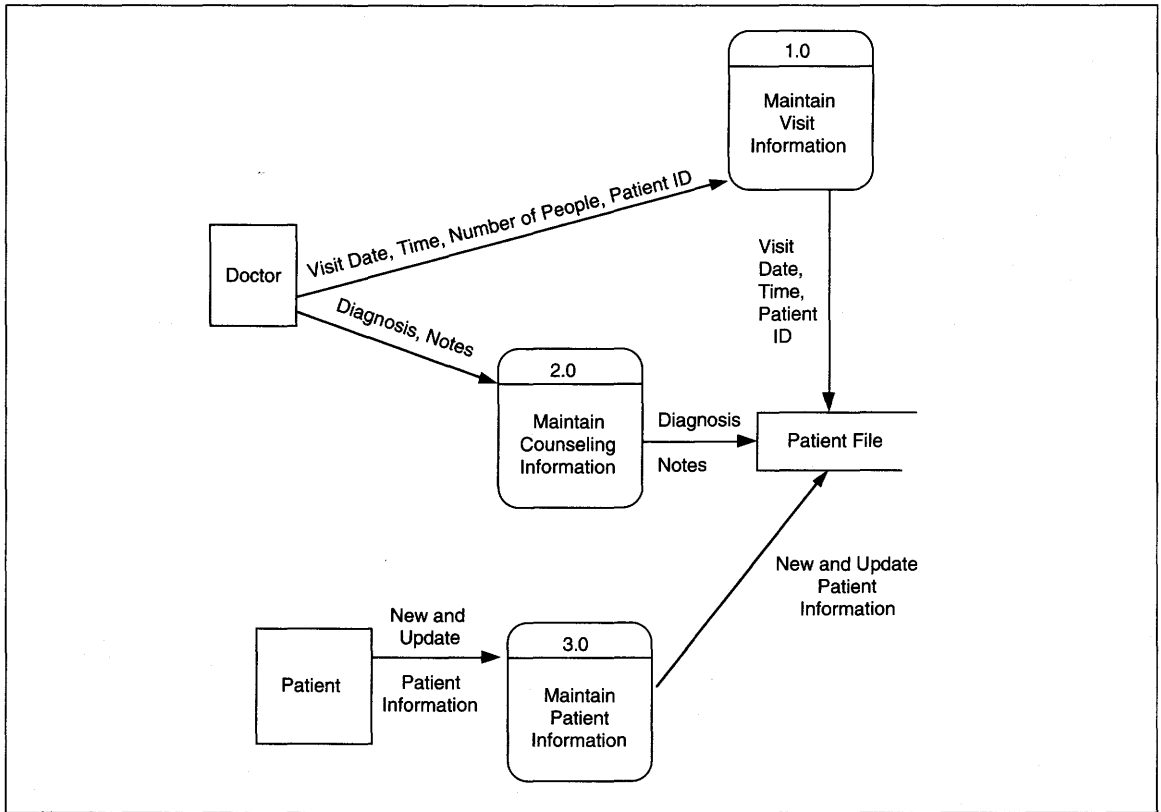 1.0
Maintain
Visit
Information
Visit Date, Time, Number of People, Patient ID
Doctor
Visit
Date,
Time,
Patient
ID
Diagnosis, Notes
2.0
Maintain
Counseling
Information
Diagnosis
Notes
Patient File
New and Update
Patient
Information
New and
Update
Patient
Information
Patient
3.0
Maintain
Patient
Information